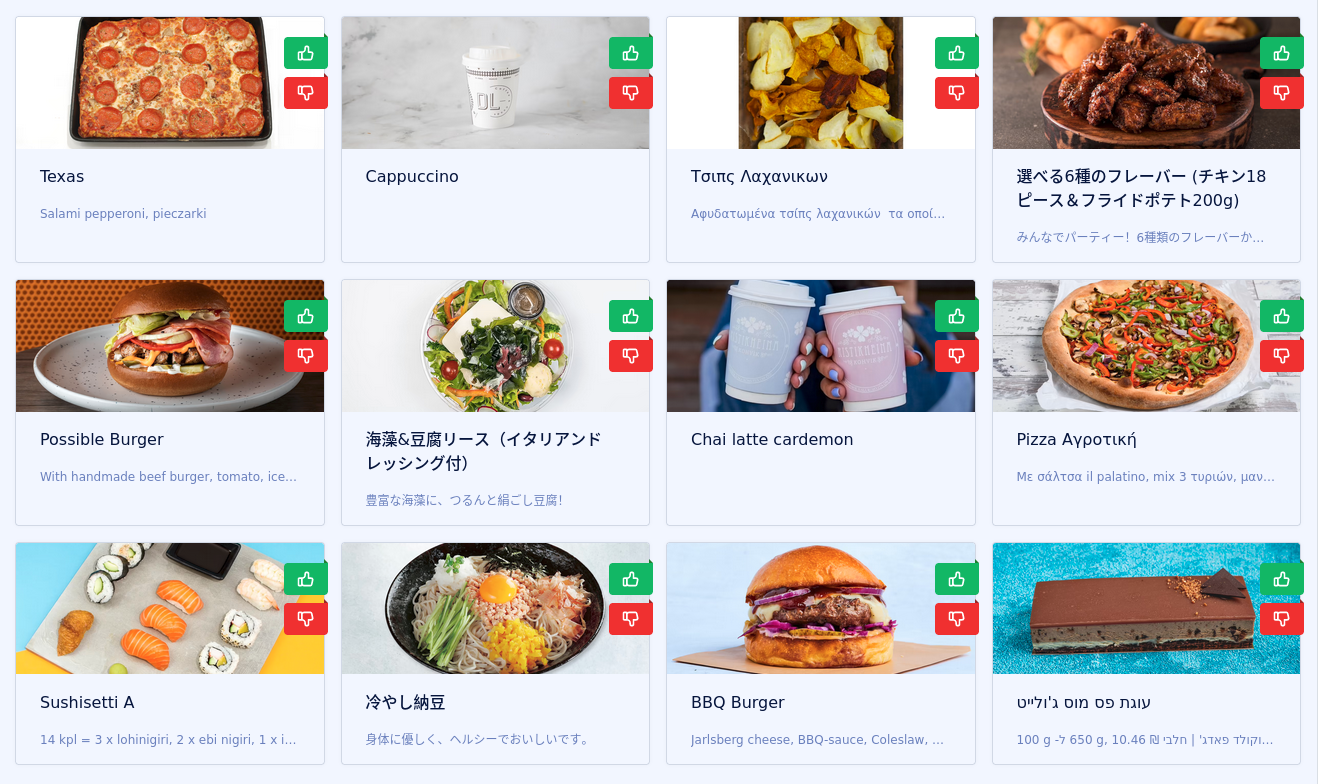 Texas
Salami pepperoni, pieczarki
DL
Cappuccino
Τσιπς Λαχανικων
Αφυδατωμένα τσίπς λαχανικών τα οποί...
選べる6種のフレーバー (チキン18
ピース＆フライドポテト200g)
みんなでパーティー！6種類のフレーバーか...
Possible Burger
With handmade beef burger, tomato, ice...
海藻&豆腐リース（イタリアンド
レッシング付）
豊富な海藻に、つるんと絹ごし豆腐！
Chai latte cardemon
Pizza Αγροτική
Με σάλτσα il palatino, mix 3 τυριών, μαν...
Sushisetti A
14 kpl = 3 x lohinigiri, 2 x ebi nigiri, 1 x i...
冷やし納豆
身体に優しく、ヘルシーでおいしいです。
BBQ Burger
Jarlsberg cheese, BBQ-sauce, Coleslaw, ...
עוגת פס מוס ג'ולייט
...וקולד פאדג' | חלבי ₪ 10.46 ,650 g ל- 100 g